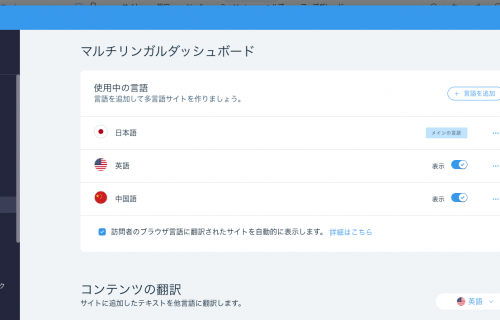 マルチリンガルダッシュボード
使用中の言語
言語を追加して多言語サイトを作りましょう。
+ 言語を追加
日本語
メインの言語
英語
表示
中国語
表示
訪問者のブラウザ言語に翻訳されたサイトを自動的に表示します。 詳細はこちら
コンテンツの翻訳
サイトに追加したテキストを他言語に翻訳します。
英語
ク